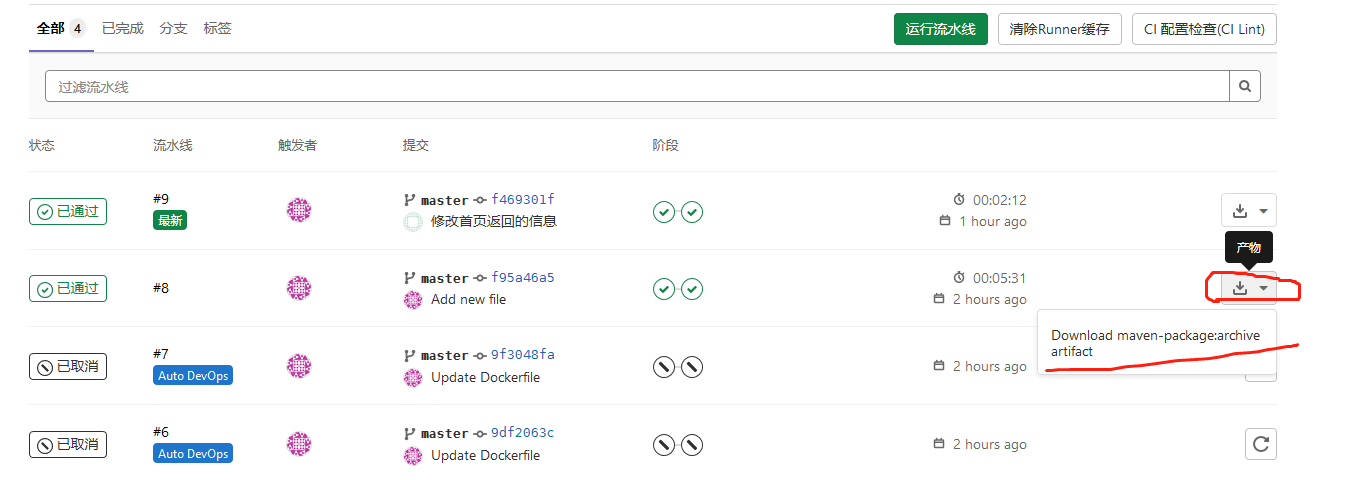 全部 4 已完成 分支 标签 运行流水线 清除Runner缓存 CI 配置检查(CI Lint)
过滤流水线
状态 流水线 触发者 提交 阶段
已通过 #9 最新 master f469301f 00:02:12
修改首页返回的信息 1 hour ago
产物
已通过 #8 master f95a46a5 00:05:31
Add new file 2 hours ago
Download maven-package:archive
artifact
已取消 #7 Auto DevOps master 9f3048fa
Update Dockerfile 2 hours ago
已取消 #6 Auto DevOps master 9df2063c
Update Dockerfile 2 hours ago